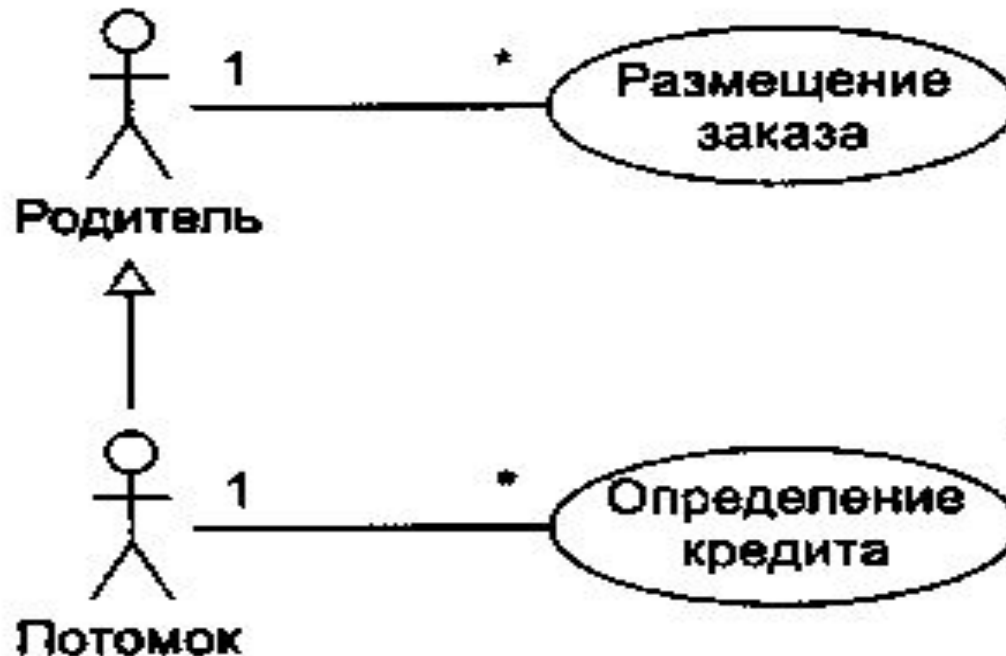 1 * Размещение
заказа
Родитель
1 * Определение
кредита
Потомок